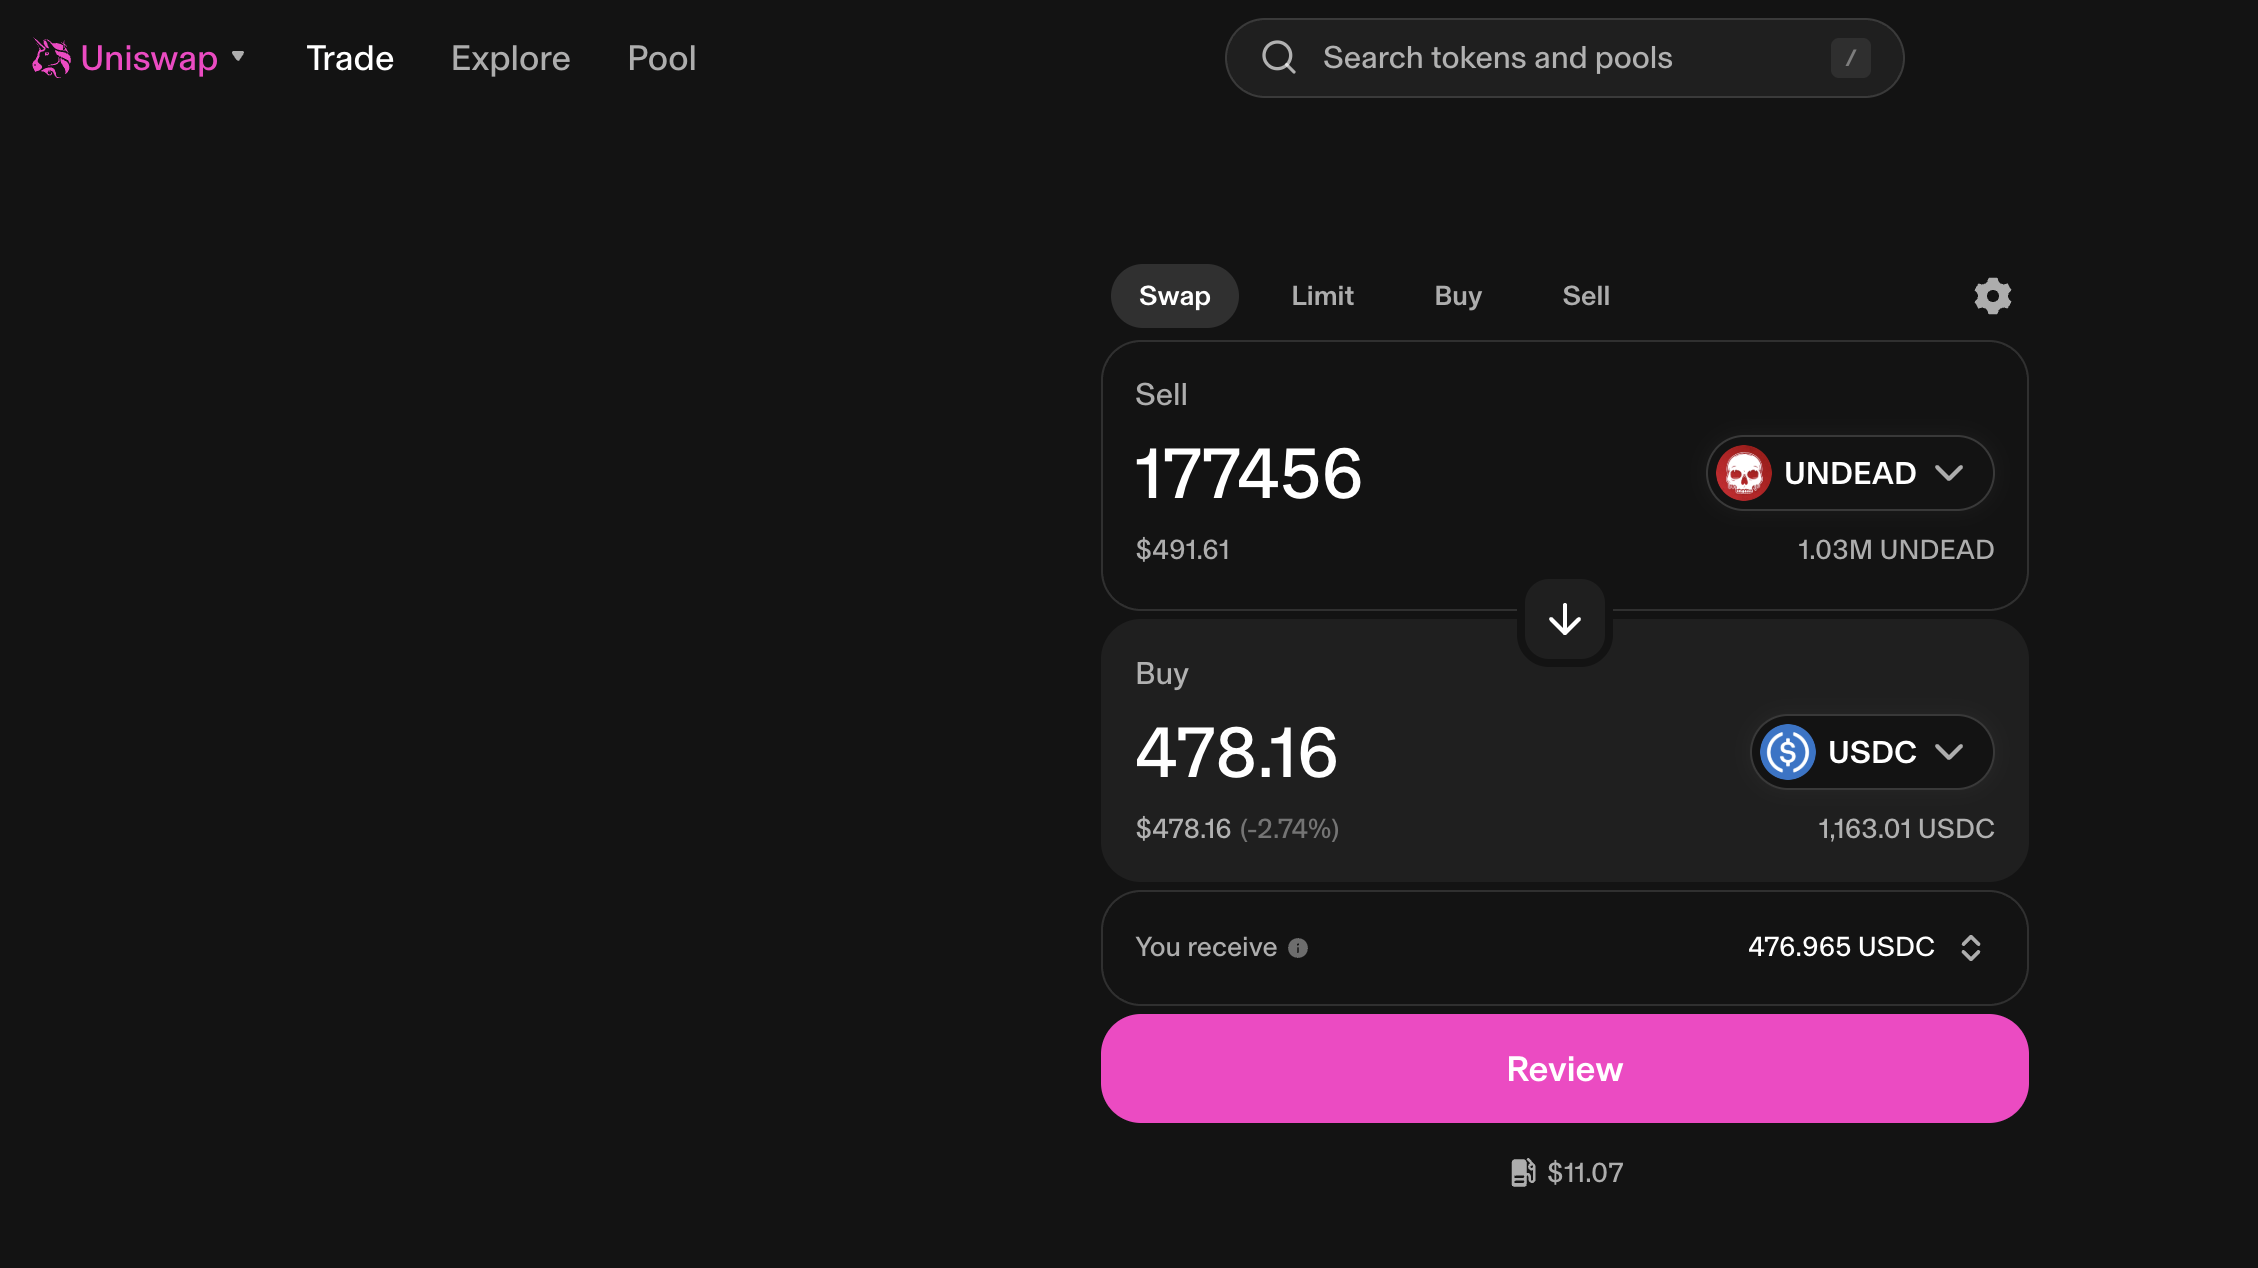 Uniswap Trade Explore Pool Search tokens and pools /
Swap Limit Buy Sell
Sell
177456 UNDEAD
$491.61 1.03M UNDEAD
Buy
478.16 USDC
$478.16 (-2.74%) 1,163.01 USDC
You receive 476.965 USDC
Review
$11.07